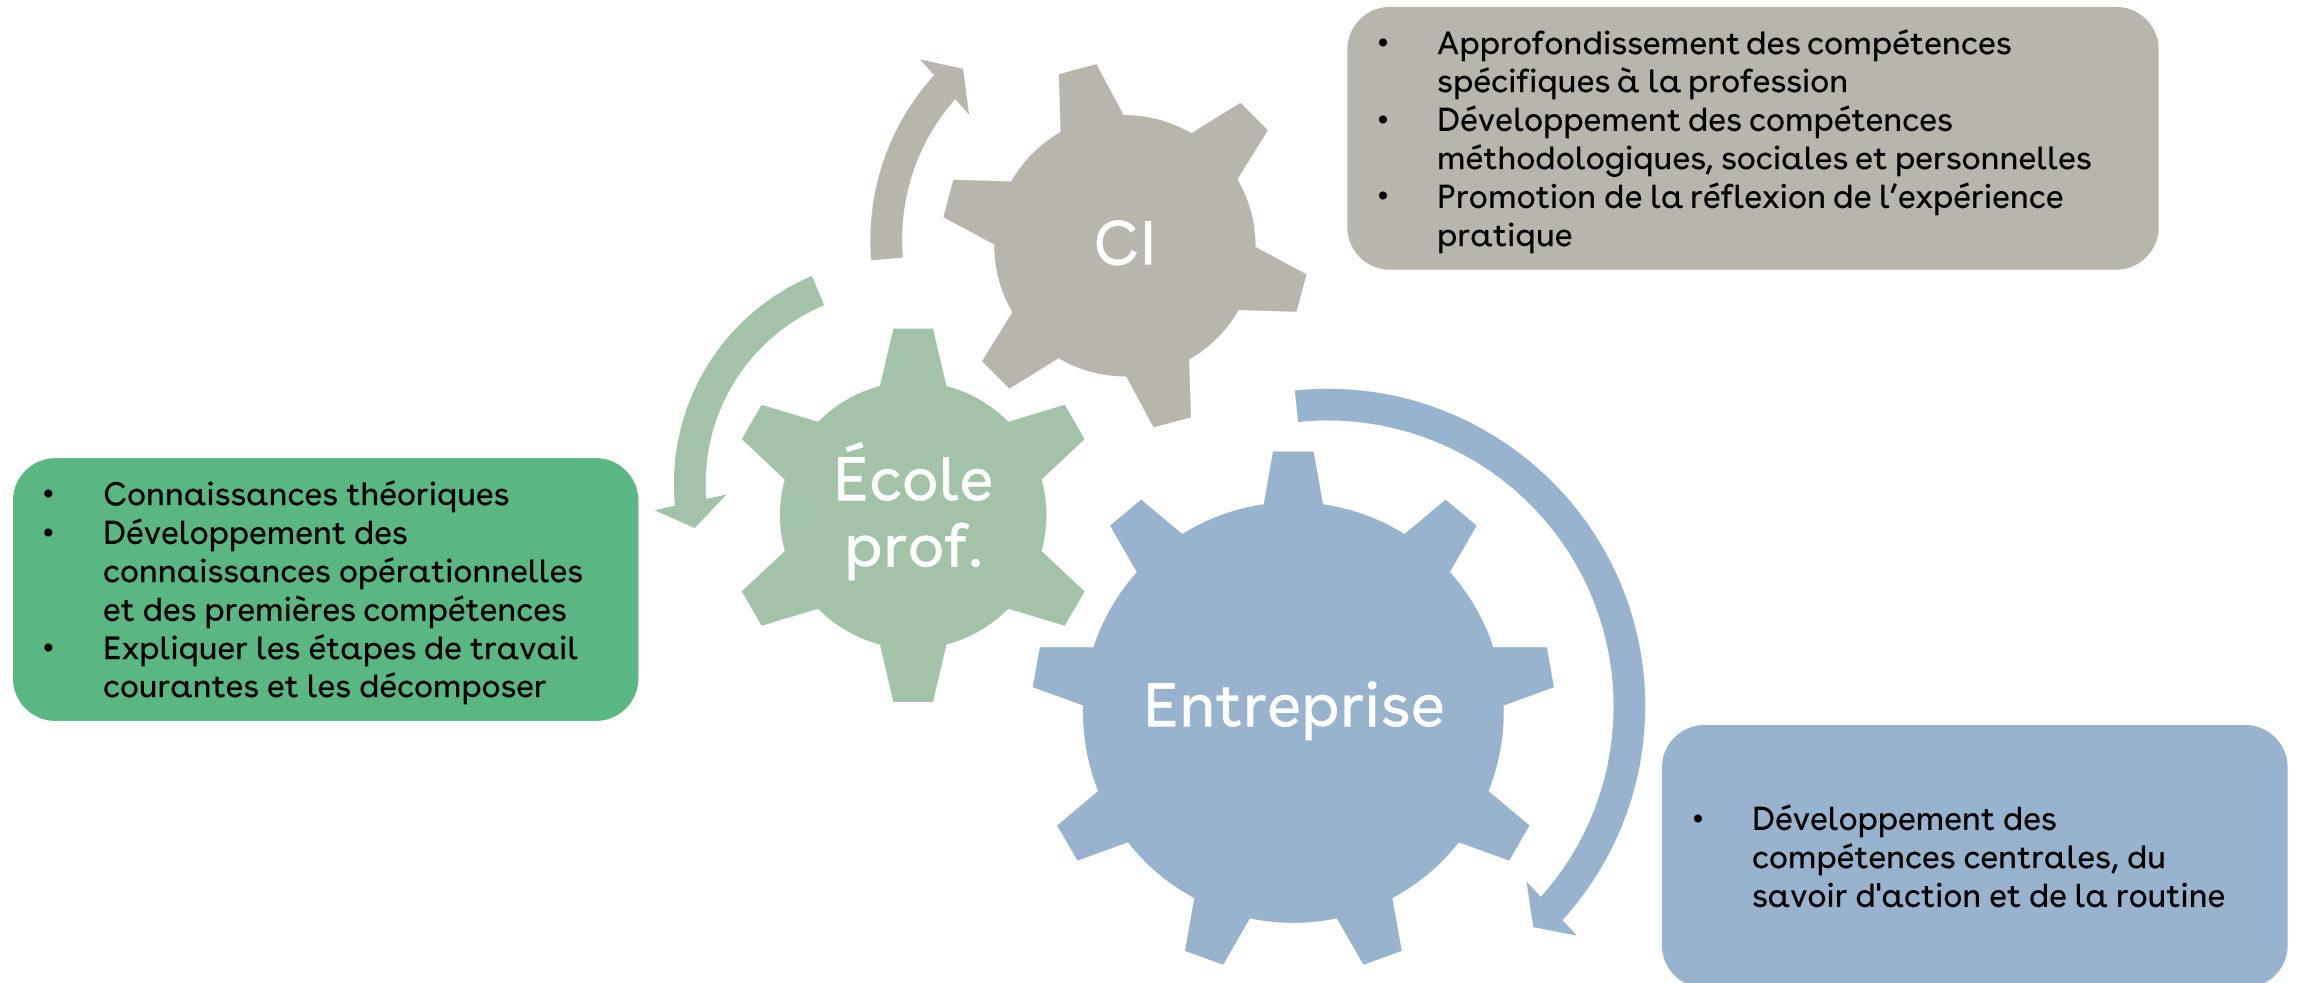 • Approfondissement des compétences
spécifiques à la profession
• Développement des compétences
méthodologiques, sociales et personnelles
• Promotion de la réflexion de l’expérience
pratique
CI
École
prof.
• Connaissances théoriques
• Développement des
connaissances opérationnelles
et des premières compétences
• Expliquer les étapes de travail
courantes et les décomposer
Entreprise
• Développement des
compétences centrales, du
savoir d'action et de la routine